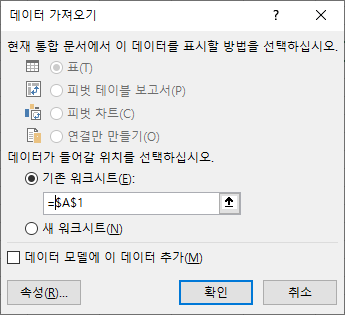 데이터 가져오기
현재 통합 문서에서 이 데이터를 표시할 방법을 선택하십시오.
표(T)
피벗 테이블 보고서(P)
피벗 차트(C)
연결만 만들기(O)
데이터가 들어갈 위치를 선택하십시오.
기존 워크시트(E):
=$A$1
새 워크시트(N)
데이터 모델에 이 데이터 추가(M)
속성(R)... 확인 취소